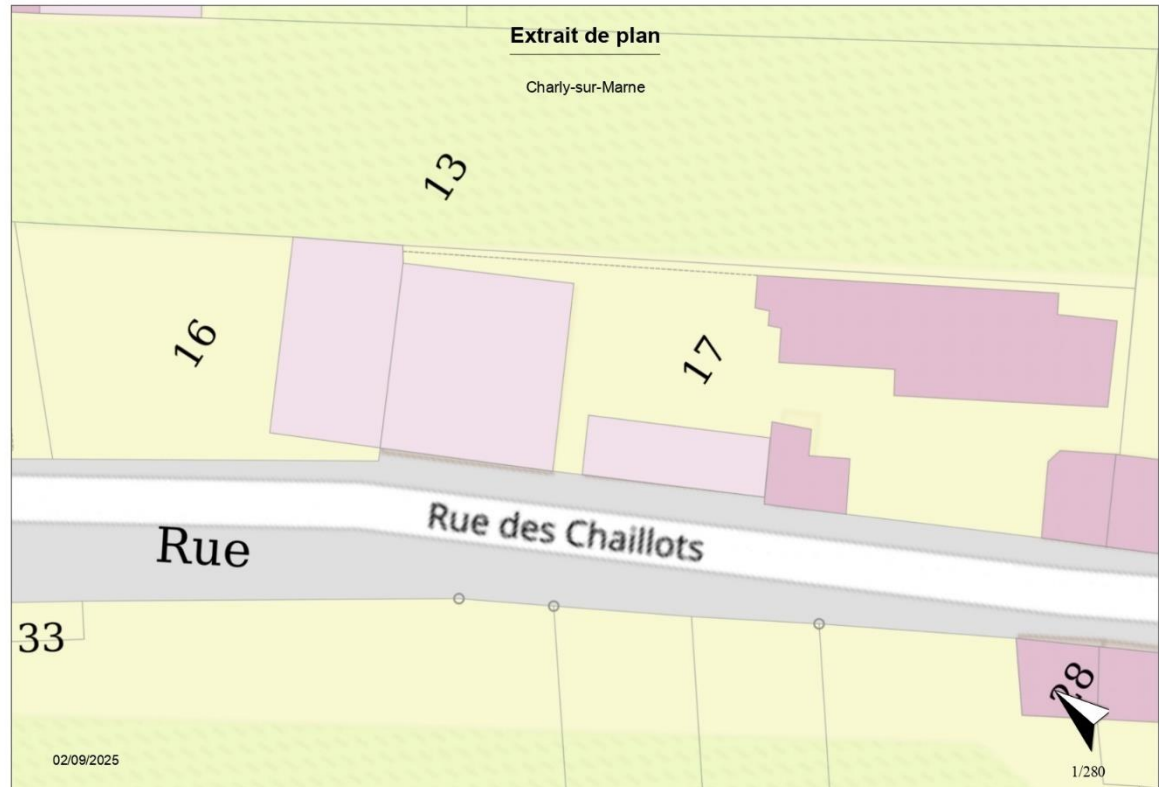 Extrait de plan
Charly-sur-Marne
13
16
17
Rue des Chaillots
Rue
33
28
02/09/2025
1/280